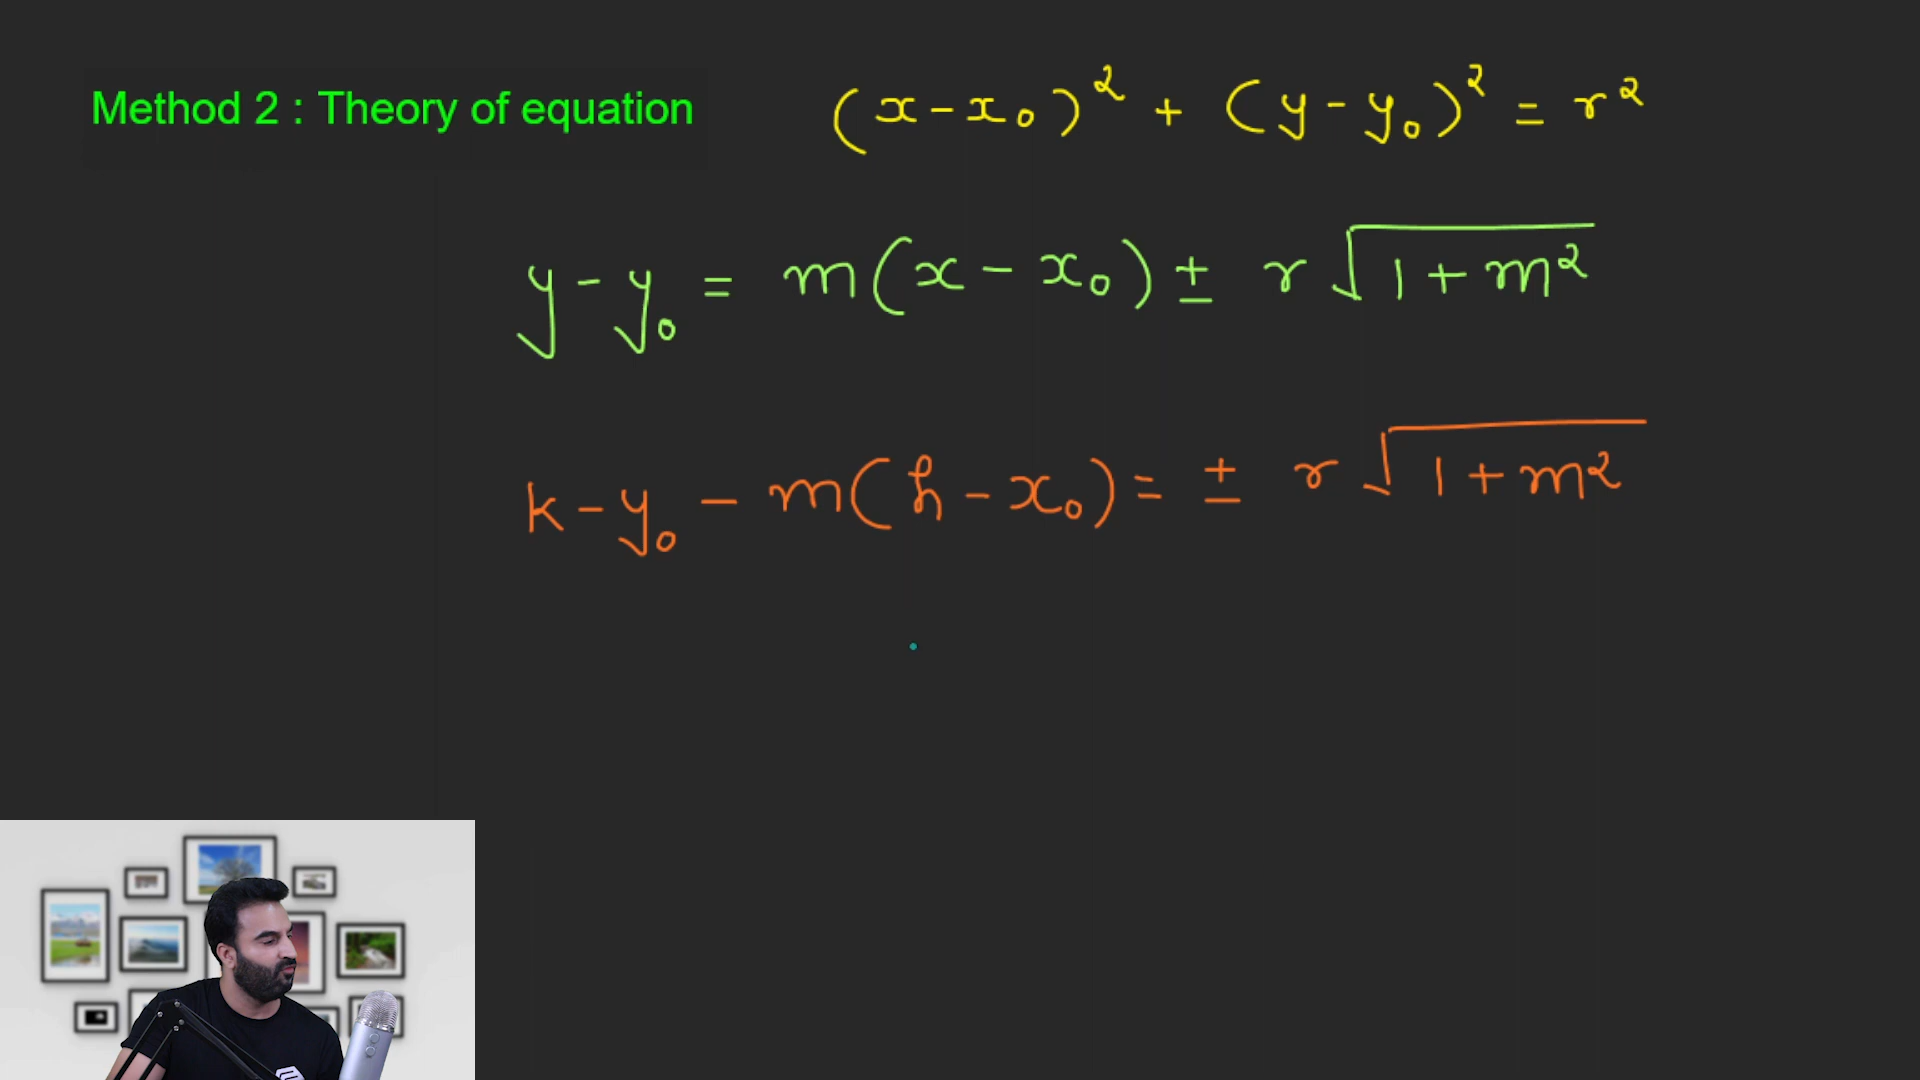 Method 2 : Theory of equation
(x-x₀)² + (y-y₀)² = r²
y-y₀ = m(x-x₀) ± r√(1+m²)
k-y₀ - m(h-x₀) = ± r√(1+m²)